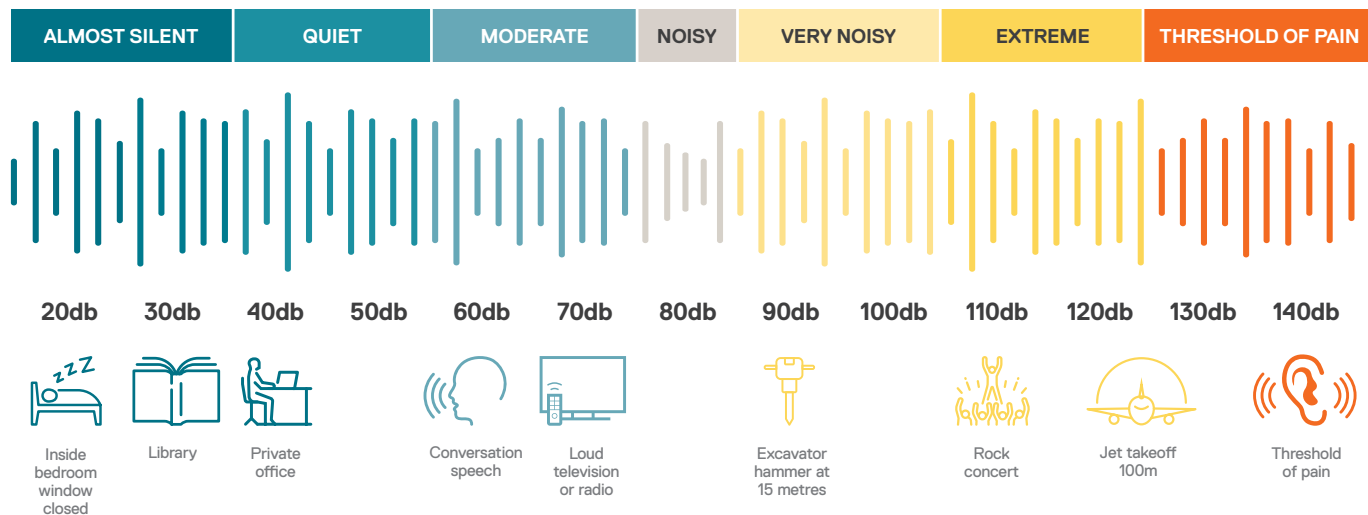 ALMOST SILENT QUIET MODERATE NOISY VERY NOISY EXTREME THRESHOLD OF PAIN
20db 30db 40db 50db 60db 70db 80db 90db 100db 110db 120db 130db 140db
zzZ
Inside
bedroom
window
closed
Library
Private
office
Conversation
speech
Loud
television
or radio
Excavator
hammer at
15 metres
Rock
concert
Jet takeoff
100m
Threshold
of pain